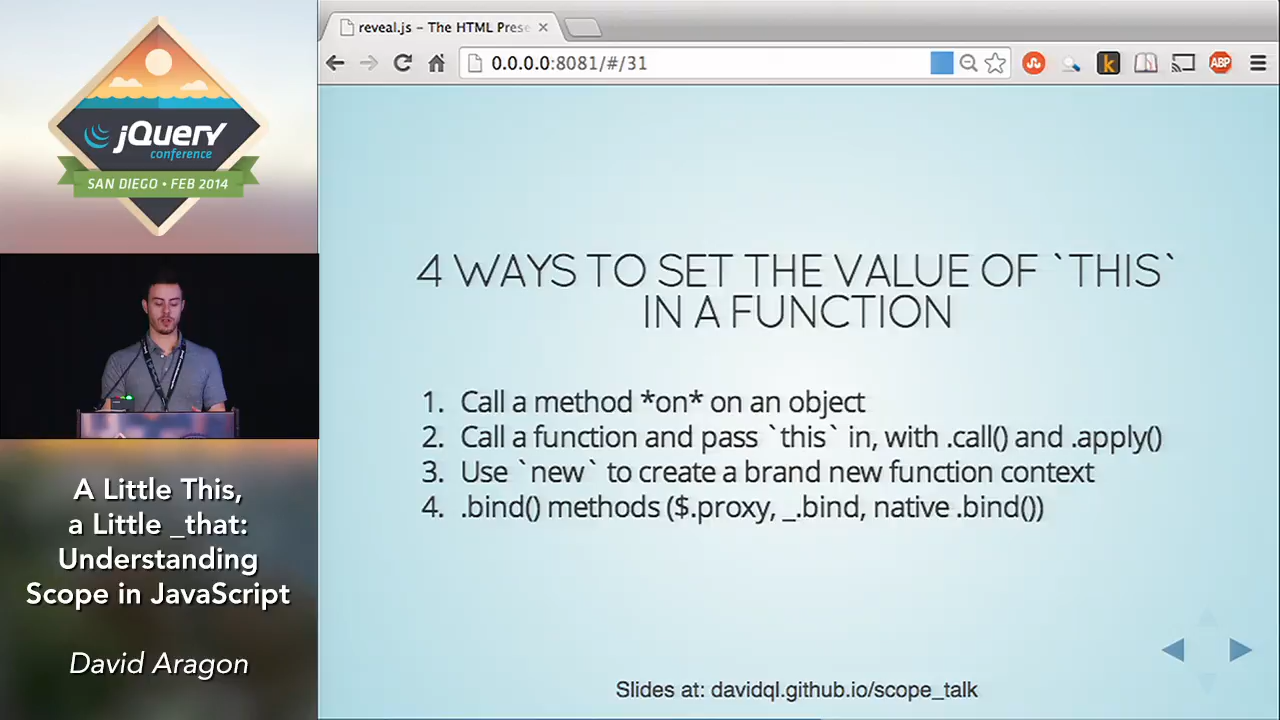 jQuery
conference
SAN DIEGO • FEB 2014
A Little This,
a Little _that:
Understanding
Scope in JavaScript
David Aragon
reveal.js – The HTML Prese
0.0.0.0:8081/#/31
k
ABP
4 WAYS TO SET THE VALUE OF `THIS`
IN A FUNCTION
1. Call a method *on* on an object
2. Call a function and pass `this` in, with .call() and .apply()
3. Use `new` to create a brand new function context
4. .bind() methods ($.proxy, _.bind, native .bind())
Slides at: davidql.github.io/scope_talk